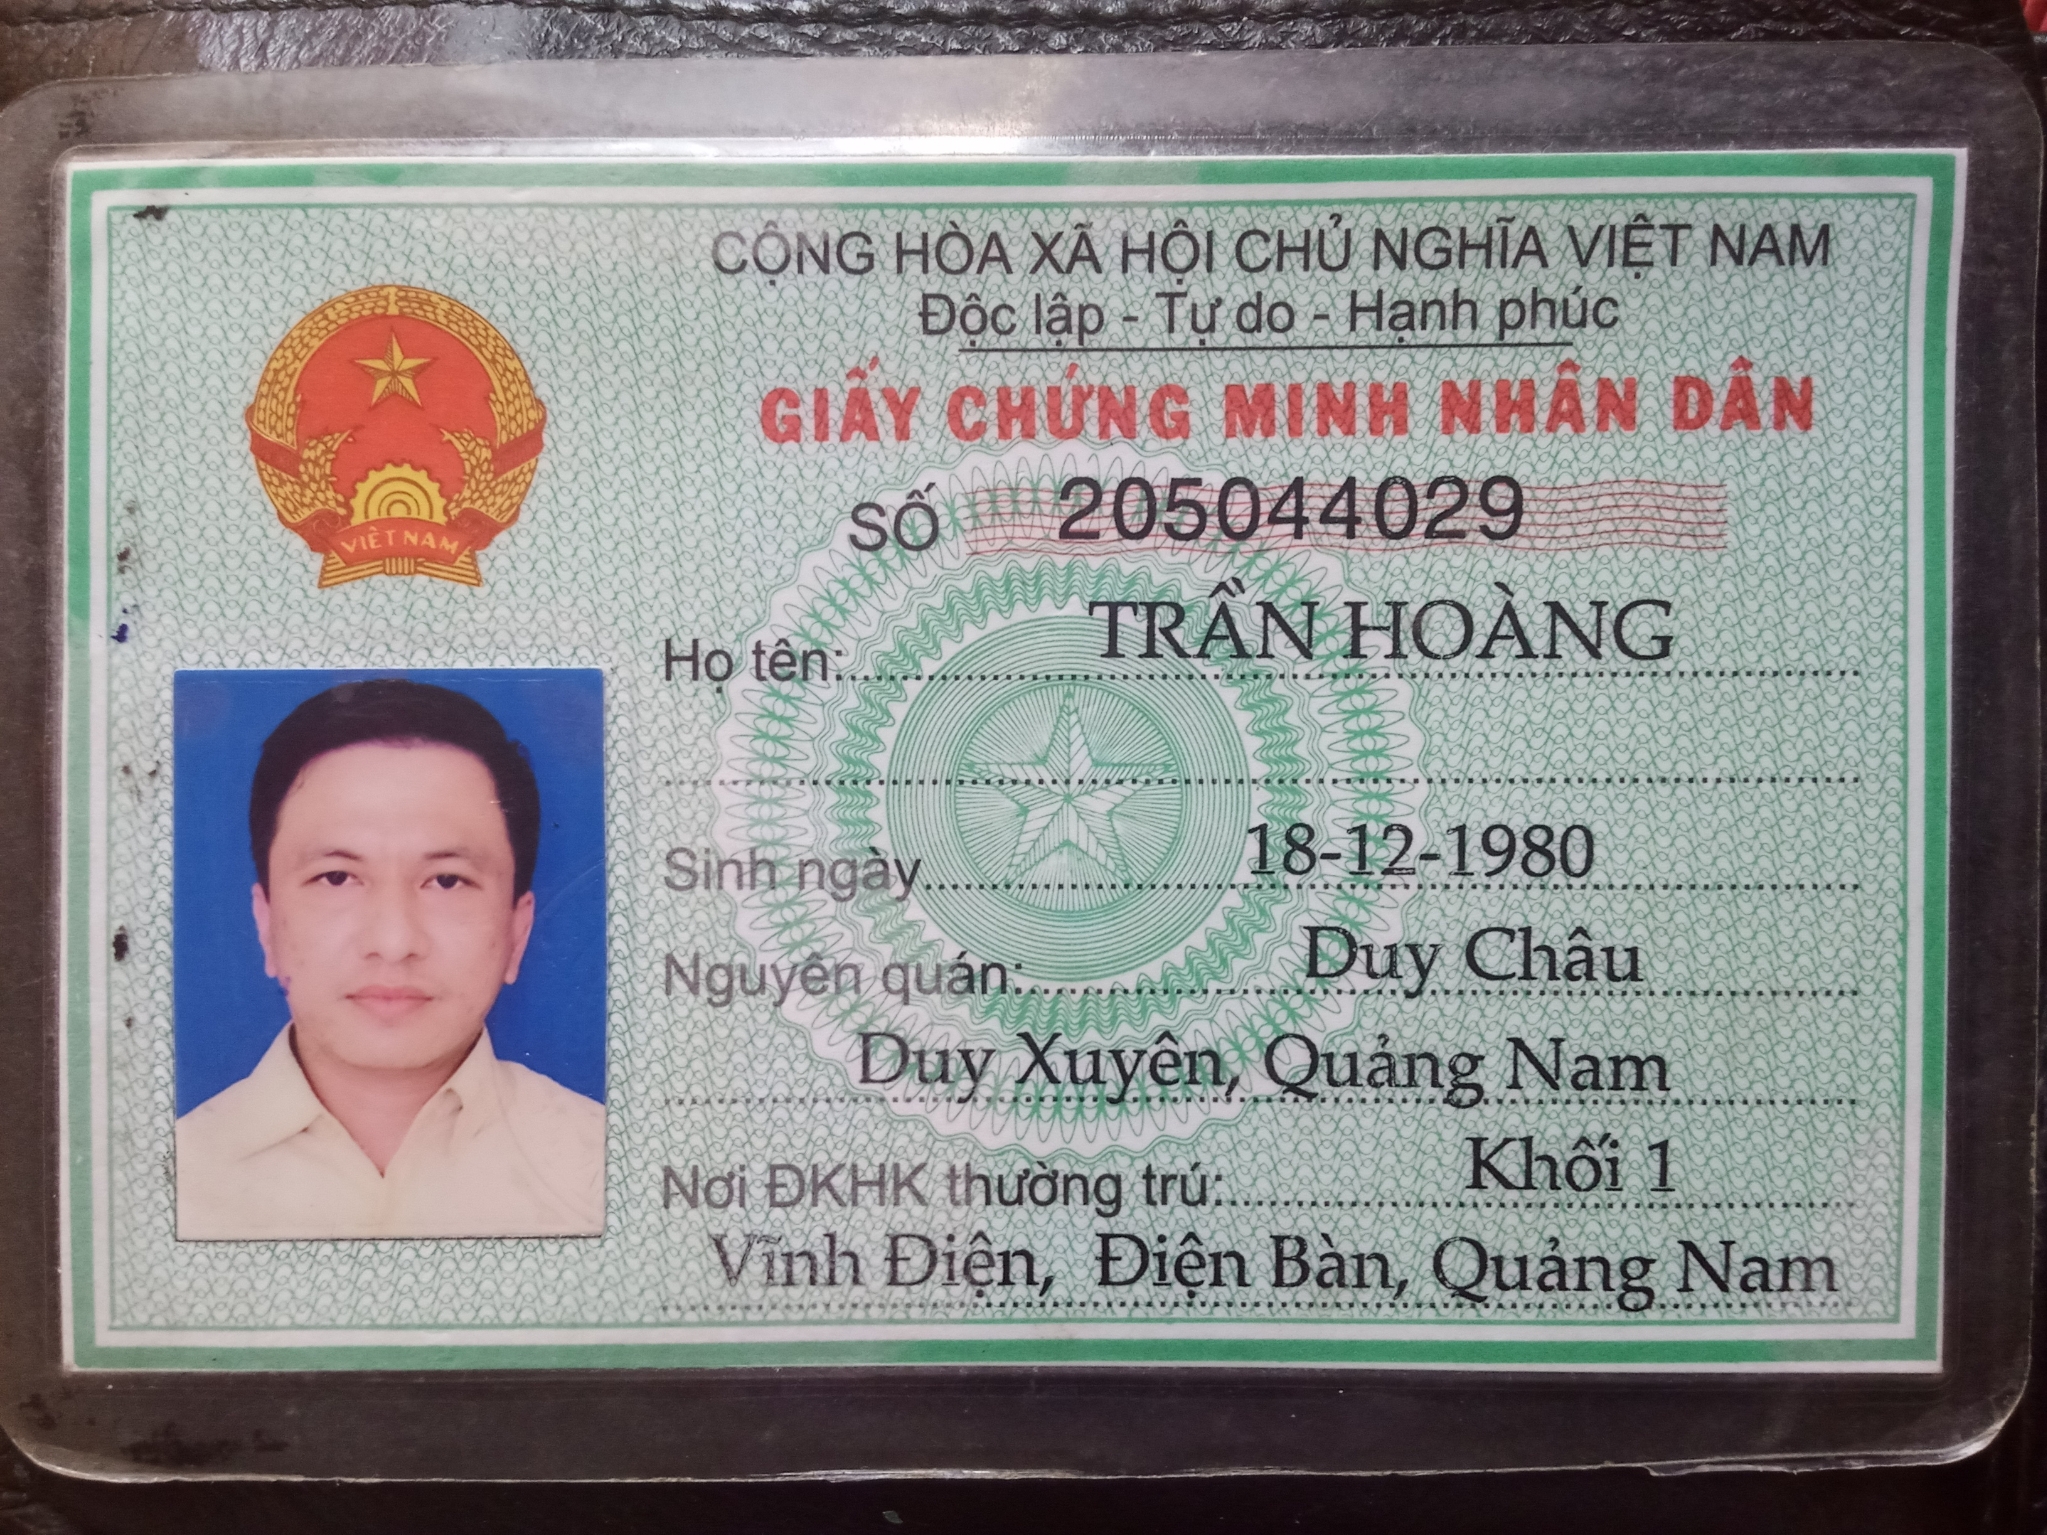 CỘNG HÒA XÃ HỘI CHỦ NGHĨA VIỆT NAM
Độc lập - Tự do - Hạnh phúc
GIẤY CHỨNG MINH NHÂN DÂN
SỐ 205044029
VIỆT NAM
Họ tên: TRẦN HOÀNG
Sinh ngày 18-12-1980
Nguyên quán: Duy Châu
Duy Xuyên, Quảng Nam
Nơi ĐKHK thường trú: Khối 1
Vĩnh Điện, Điện Bàn, Quảng Nam